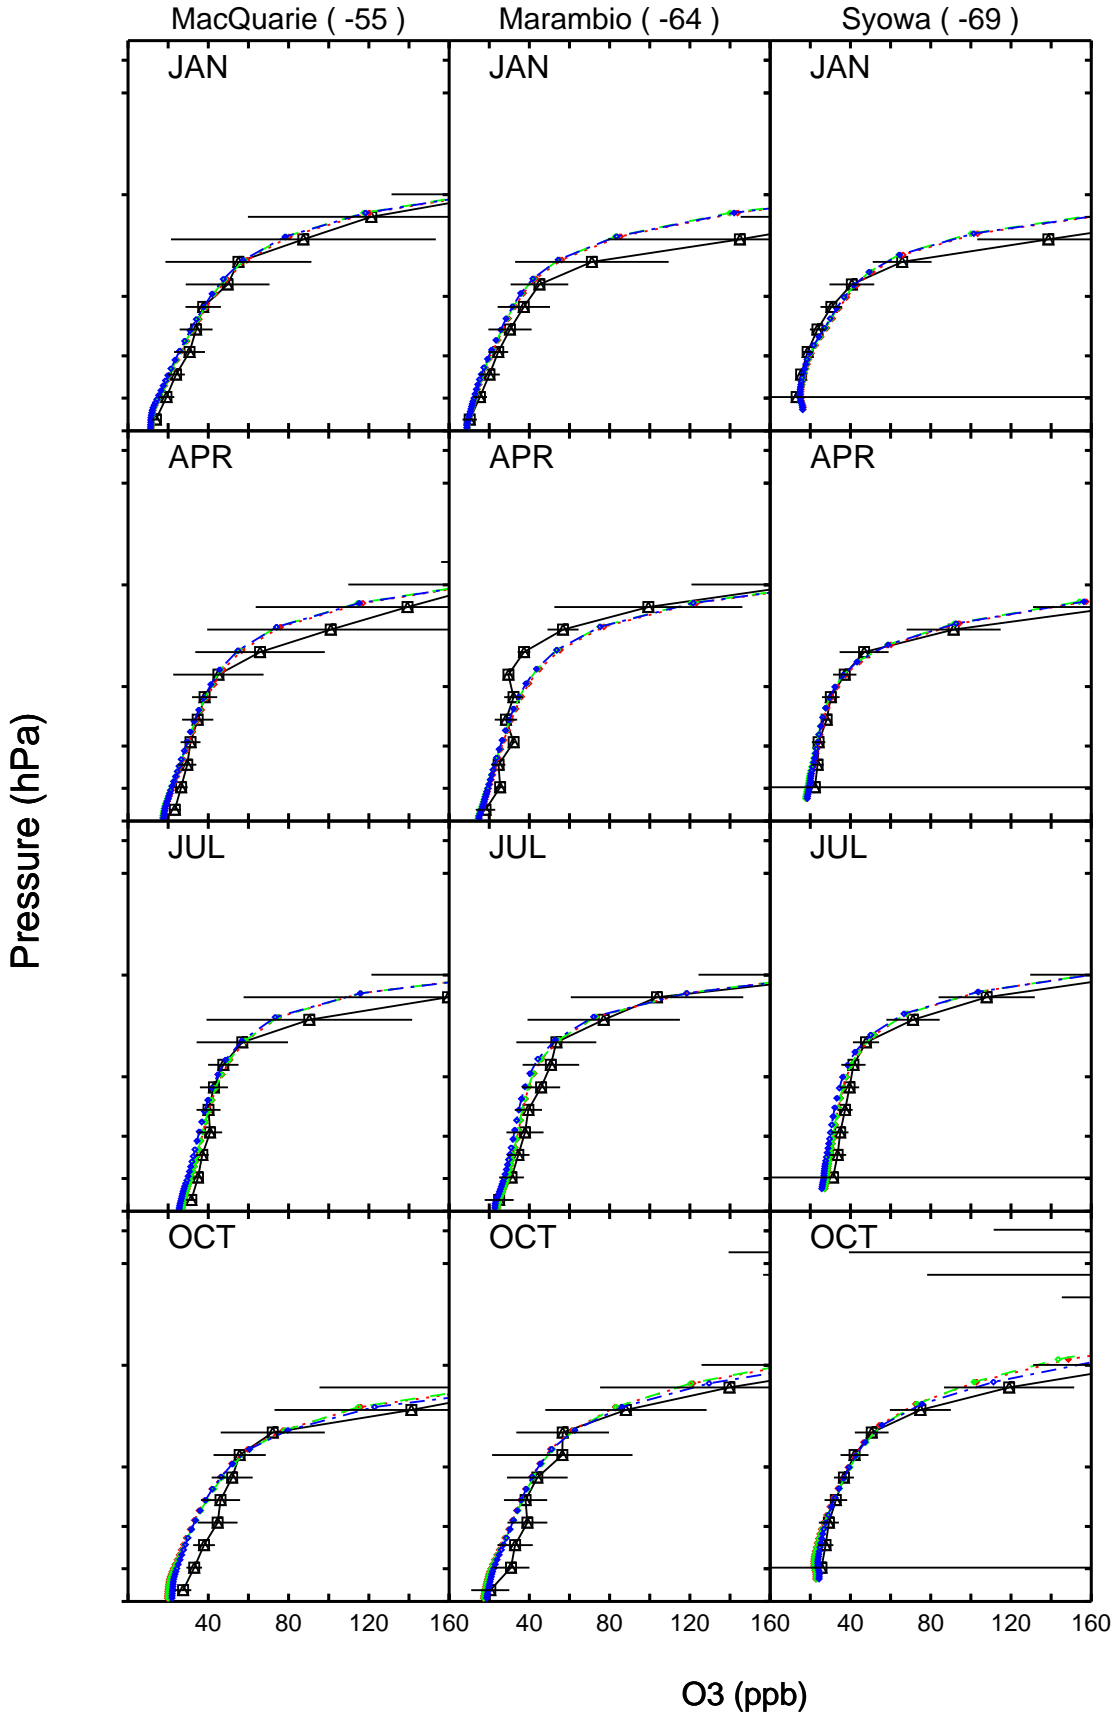 MacQuarie ( -55 ) Marambio ( -64 ) Syowa ( -69 )
JAN JAN JAN
APR APR APR
JUL JUL JUL
OCT OCT OCT
40 80 120 160 40 80 120 160 40 80 120 160
O3 (ppb)
Pressure (hPa)